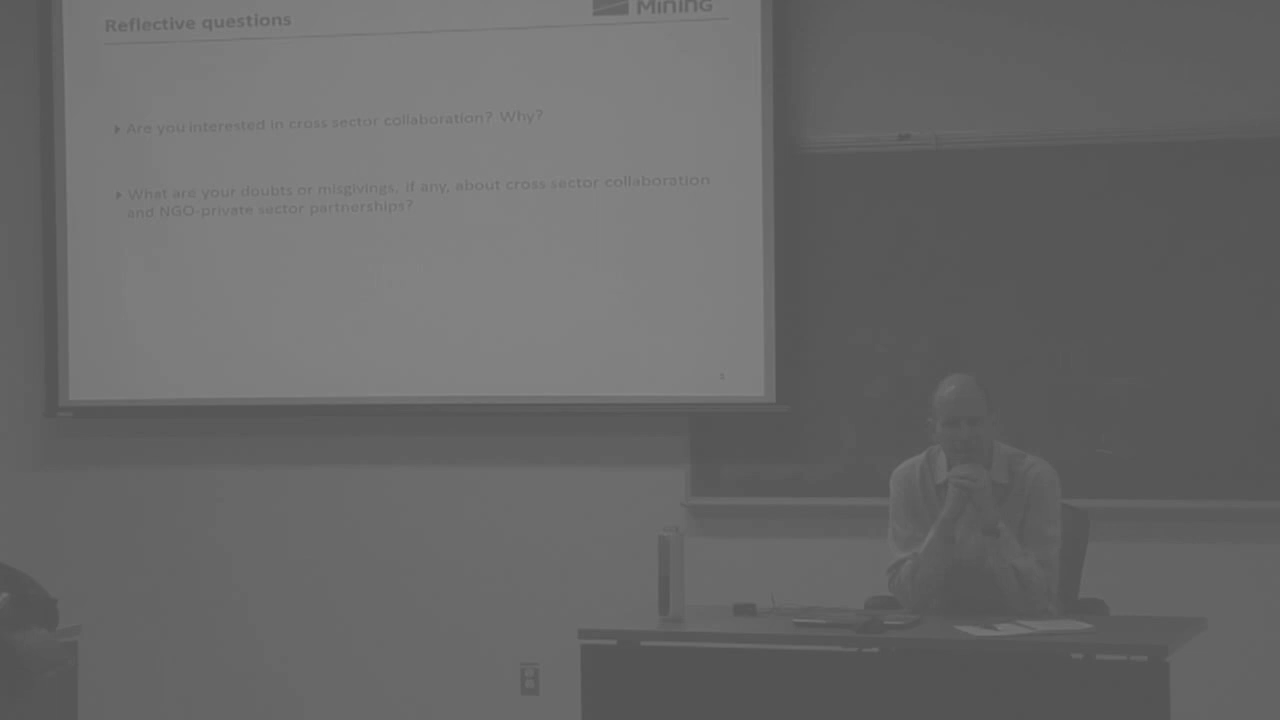 Reflective questions
Mining
Are you interested in cross sector collaboration? Why?
What are your doubts or misgivings, if any, about cross sector collaboration
and NGO-private sector partnerships?